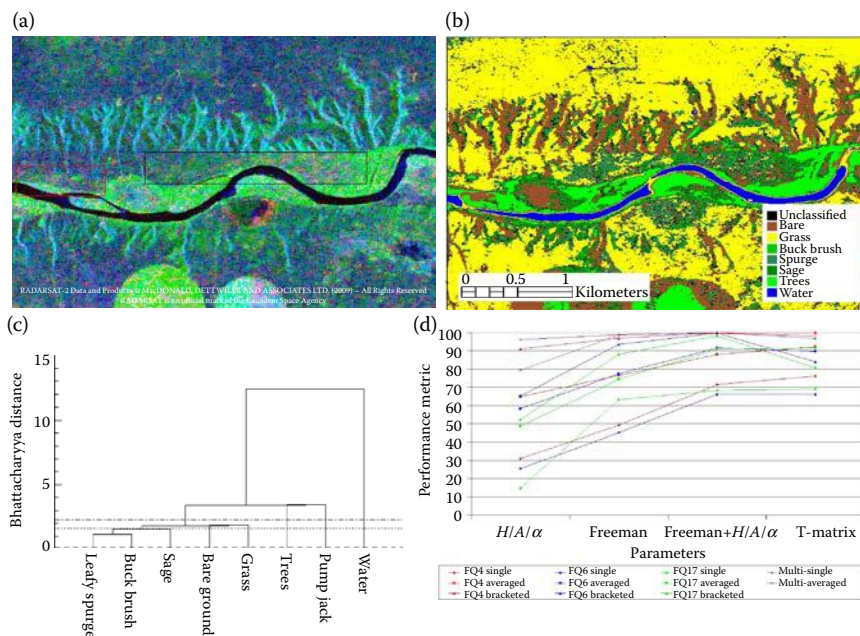 (a)
(b)
RADARSAT-2 Data and Products © MacDONALD, DETTWILER AND ASSOCIATES LTD. (2009) – All Rights Reserved
RADARSAT is an official mark of the Canadian Space Agency
Unclassified
Bare
Grass
Buck brush
Spurge
Sage
Trees
Water
0 0.25 0.5 1
Kilometers
(c)
15
10
5
0
Bhattacharyya distance
Leafy spurge
Buck brush
Sage
Bare ground
Grass
Trees
Pump jack
Water
(d)
100
90
80
70
60
50
40
30
20
10
0
Performance metric
H/A/α Freeman Freeman+H/A/α T-matrix
Parameters
FQ4 single FQ6 single FQ17 single Multi-single
FQ4 averaged FQ6 averaged FQ17 averaged Multi-averaged
FQ4 bracketed FQ6 bracketed FQ17 bracketed